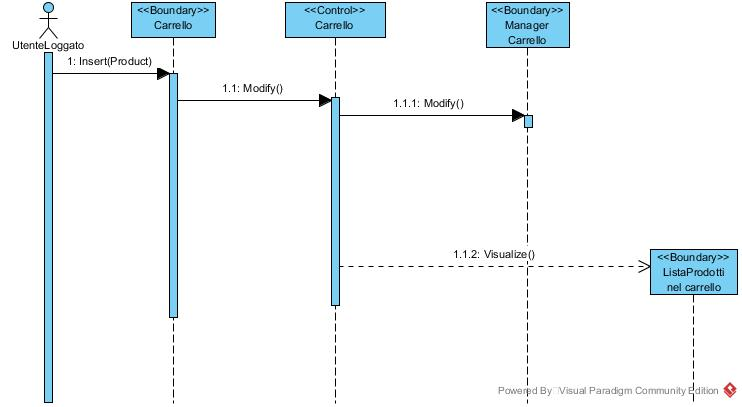 <<Boundary>>
Carrello
<<Control>>
Carrello
<<Boundary>>
Manager
Carrello
UtenteLoggato
1: Insert(Product)
1.1: Modify()
1.1.1: Modify()
1.1.2: Visualize()
<<Boundary>>
ListaProdotti
nel carrello
Powered By Visual Paradigm Community Edition